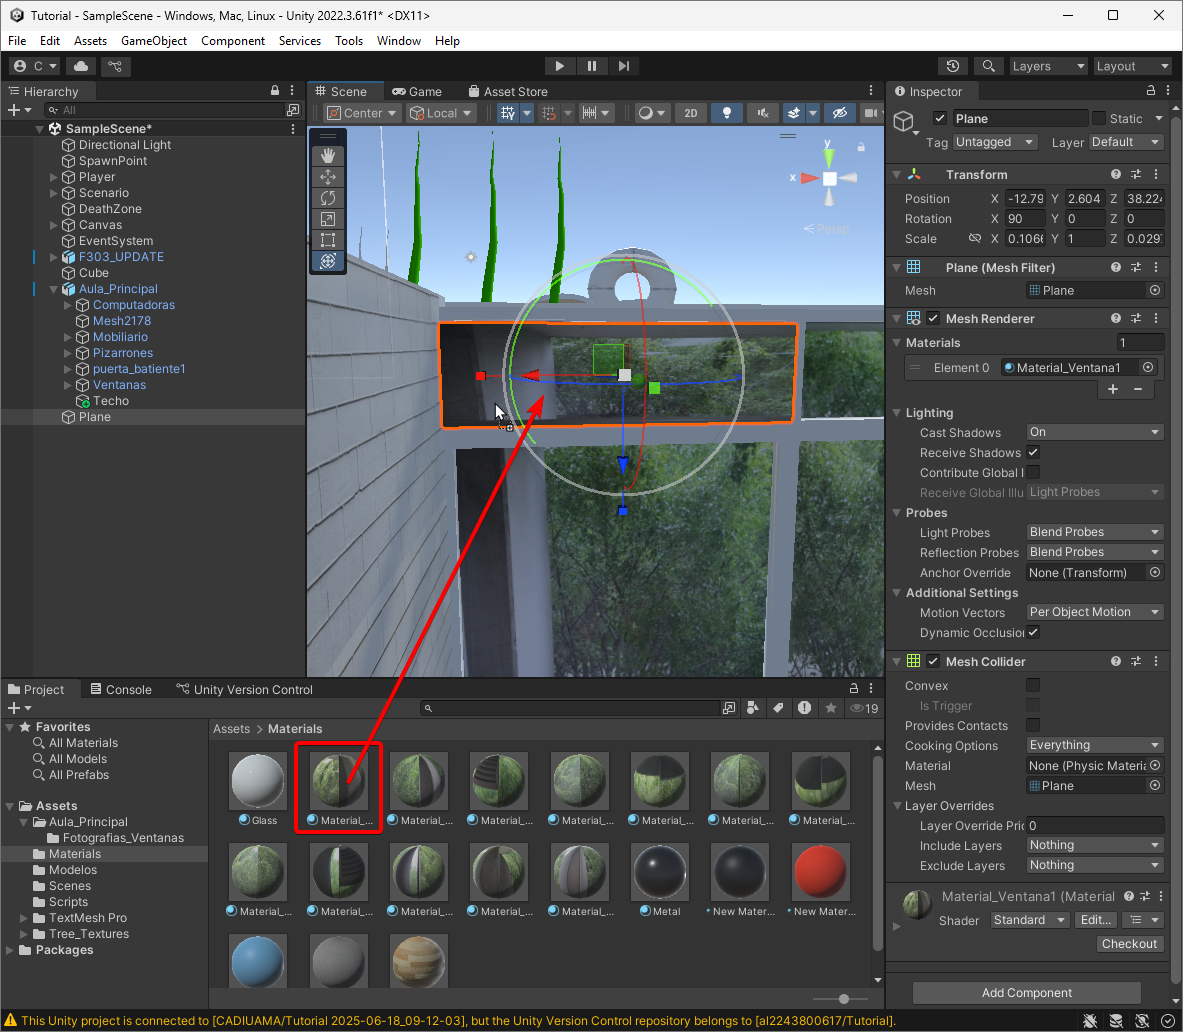 Tutorial - SampleScene - Windows, Mac, Linux - Unity 2022.3.61f1* <DX11>
File Edit Assets GameObject Component Services Tools Window Help
C Layers Layout
Hierarchy
All
SampleScene*
Directional Light
SpawnPoint
Player
Scenario
DeathZone
Canvas
EventSystem
F303_UPDATE
Cube
Aula_Principal
Computadoras
Mesh2178
Mobiliario
Pizarrones
puerta_batiente1
Ventanas
Techo
Plane
Scene Game Asset Store
Center Local 2D
y
x
Persp
Inspector
Plane Static
Tag Untagged Layer Default
Transform
Position X -12.79 Y 2.604 Z 38.224
Rotation X 90 Y 0 Z 0
Scale X 0.1066 Y 1 Z 0.0297
Plane (Mesh Filter)
Mesh Plane
Mesh Renderer
Materials 1
Element 0 Material_Ventana1
Lighting
Cast Shadows On
Receive Shadows
Contribute Global I
Receive Global Illu Light Probes
Probes
Light Probes Blend Probes
Reflection Probes Blend Probes
Anchor Override None (Transform)
Additional Settings
Motion Vectors Per Object Motion
Dynamic Occlusion
Mesh Collider
Convex
Is Trigger
Provides Contacts
Cooking Options Everything
Material None (Physic Materia
Mesh Plane
Layer Overrides
Layer Override Prio 0
Include Layers Nothing
Exclude Layers Nothing
Material_Ventana1 (Material
Shader Standard Edit...
Checkout
Add Component
Project Console Unity Version Control
19
Favorites
All Materials
All Models
All Prefabs
Assets
Aula_Principal
Fotografias_Ventanas
Materials
Modelos
Scenes
Scripts
TextMesh Pro
Tree_Textures
Packages
Assets > Materials
Glass Material_... Material_... Material_... Material_... Material_... Material_... Material_...
Material_... Material_... Material_... Material_... Material_... Metal New Mater... New Mater...
This Unity project is connected to [CADIUAMA/Tutorial 2025-06-18_09-12-03], but the Unity Version Control repository belongs to [al2243800617/Tutorial].